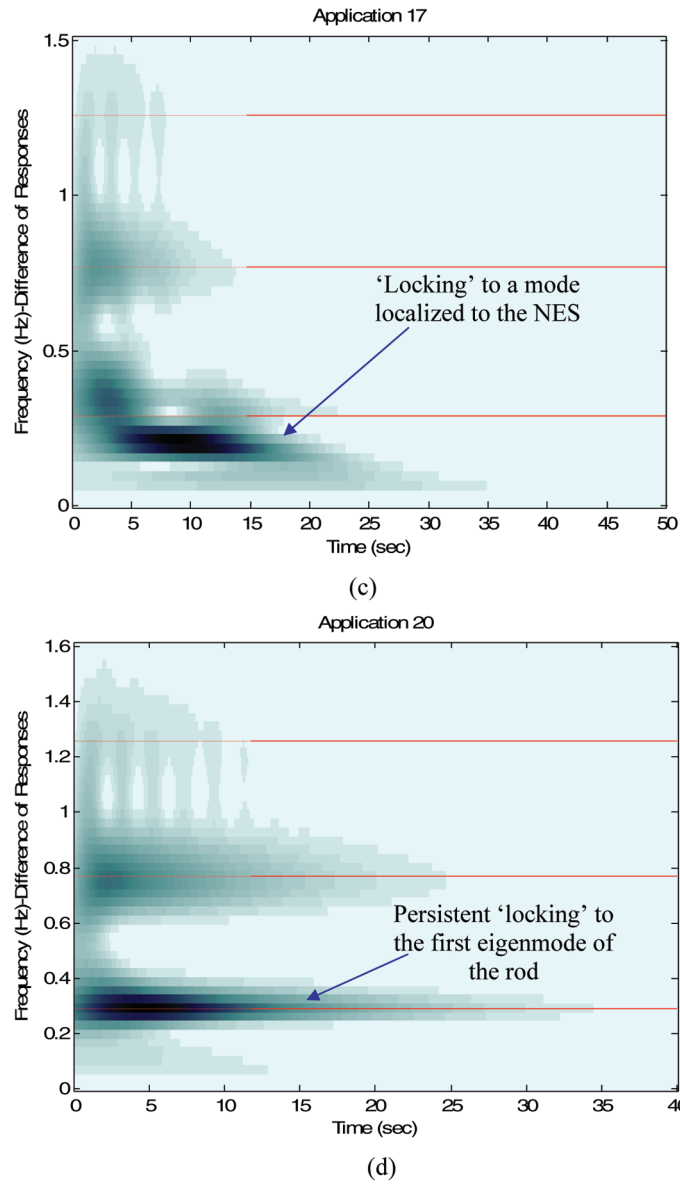 Application 17
Frequency (Hz)-Difference of Responses
1.5
1
0.5
0
'Locking' to a mode
localized to the NES
0 5 10 15 20 25 30 35 40 45 50
Time (sec)
(c)
Application 20
Frequency (Hz)-Difference of Responses
1.6
1.4
1.2
1
0.8
0.6
0.4
0.2
0
Persistent 'locking' to
the first eigenmode of
the rod
0 5 10 15 20 25 30 35 40
Time (sec)
(d)